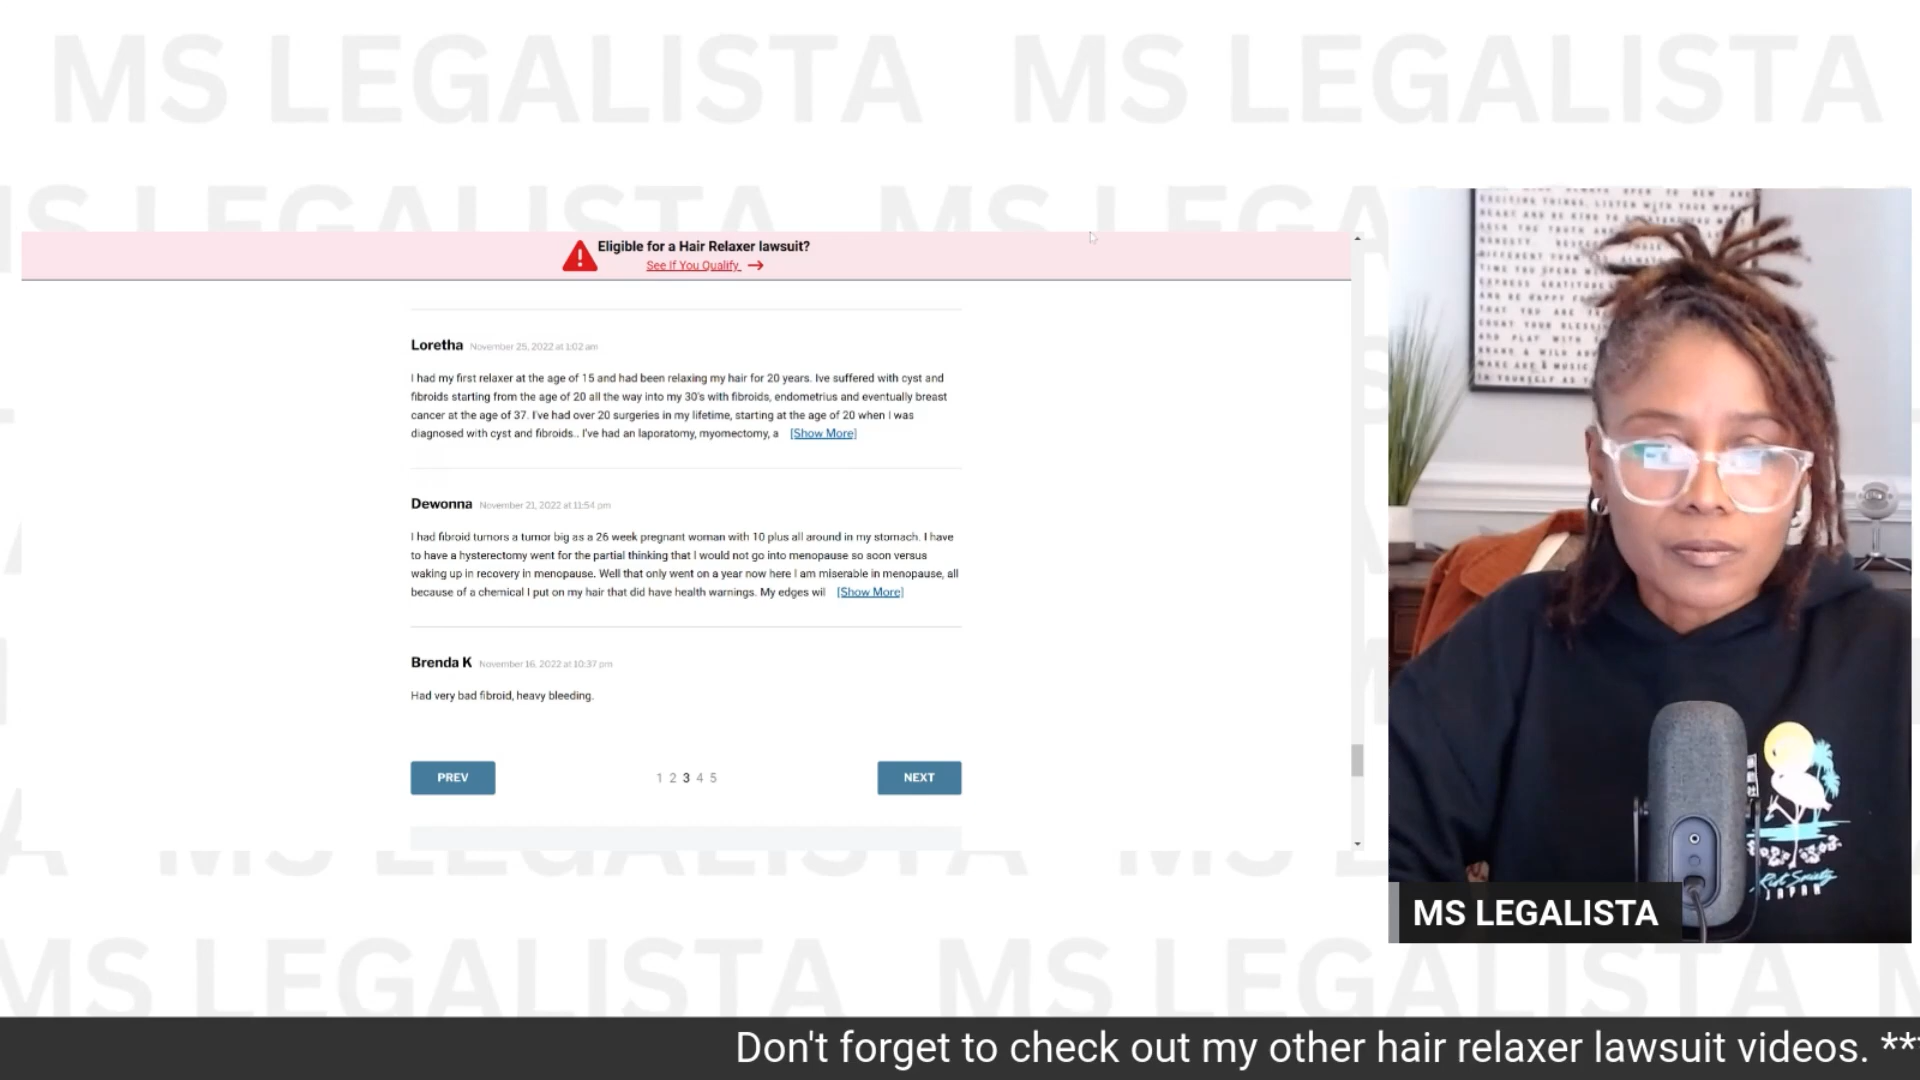 MS LEGALISTA MS LEGALISTA
MS LEGALISTA MS LEGA
Eligible for a Hair Relaxer lawsuit?
See If You Qualify →
Loretha November 25, 2022 at 1:02 am
I had my first relaxer at the age of 15 and had been relaxing my hair for 20 years. Ive suffered with cyst and
fibroids starting from the age of 20 all the way into my 30's with fibroids, endometrius and eventually breast
cancer at the age of 37. I've had over 20 surgeries in my lifetime, starting at the age of 20 when I was
diagnosed with cyst and fibroids.. I've had an laporatomy, myomectomy, a [Show More]
Dewonna November 21, 2022 at 11:54 pm
I had fibroid tumors a tumor big as a 26 week pregnant woman with 10 plus all around in my stomach. I have
to have a hysterectomy went for the partial thinking that I would not go into menopause so soon versus
waking up in recovery in menopause. Well that only went on a year now here I am miserable in menopause, all
because of a chemical I put on my hair that did have health warnings. My edges wil [Show More]
Brenda K November 16, 2022 at 10:37 pm
Had very bad fibroid, heavy bleeding.
PREV
1 2 3 4 5
NEXT
MS LEGALISTA
JAPAN
MS LEGALISTA
MS LEGALISTA MS LEGALISTA
Don't forget to check out my other hair relaxer lawsuit videos. **